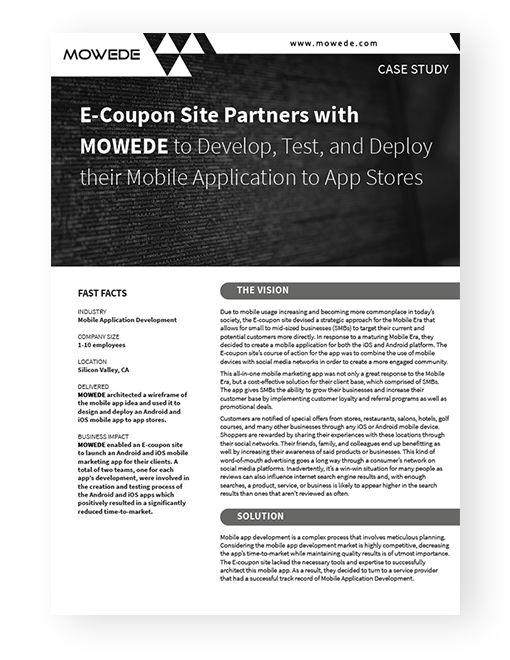 www.mowede.com
MOWEDE
CASE STUDY
E-Coupon Site Partners with
MOWEDE to Develop, Test, and Deploy
their Mobile Application to App Stores
FAST FACTS
INDUSTRY
Mobile Application Development
COMPANY SIZE
1-10 employees
LOCATION
Silicon Valley, CA
DELIVERED
MOWEDE architected a wireframe of
the mobile app idea and used it to
design and deploy an Android and
iOS mobile app to app stores.
BUSINESS IMPACT
MOWEDE enabled an E-coupon site
to launch an Android and iOS mobile
marketing app for their clients. A
total of two teams, one for each
app's development, were involved in
the creation and testing process of
the Android and iOS apps which
positively resulted in a significantly
reduced time-to-market.
THE VISION
Due to mobile usage increasing and becoming more commonplace in today's
society, the E-coupon site devised a strategic approach for the Mobile Era that
allows for small to mid-sized businesses (SMBs) to target their current and
potential customers more directly. In response to a maturing Mobile Era, they
decided to create a mobile application for both the iOS and Android platform. The
E-coupon site's course of action for the app was to combine the use of mobile
devices with social media networks in order to create a more engaged community.
This all-in-one mobile marketing app was not only a great response to the Mobile
Era, but a cost-effective solution for their client base, which comprised of SMBs.
The app gives SMBs the ability to grow their businesses and increase their
customer base by implementing customer loyalty and referral programs as well as
promotional deals.
Customers are notified of special offers from stores, restaurants, salons, hotels, golf
courses, and many other businesses through any iOS or Android mobile device.
Shoppers are rewarded by sharing their experiences with these locations through
their social networks. Their friends, family, and colleagues end up benefitting as
well by increasing their awareness of said products or businesses. This kind of
word-of-mouth advertising goes a long way through a consumer's network on
social media platforms. Inadvertently, it's a win-win situation for many people as
reviews can also influence internet search engine results and, with enough
searches, a product, service, or business is likely to appear higher in the search
results than ones that aren't reviewed as often.
SOLUTION
Mobile app development is a complex process that involves meticulous planning.
Considering the mobile app development market is highly competitive, decreasing
the app's time-to-market while maintaining quality results is of utmost importance.
The E-coupon site lacked the necessary tools and expertise to successfully
architect this mobile app. As a result, they decided to turn to a service provider
that had a successful track record of Mobile Application Development.